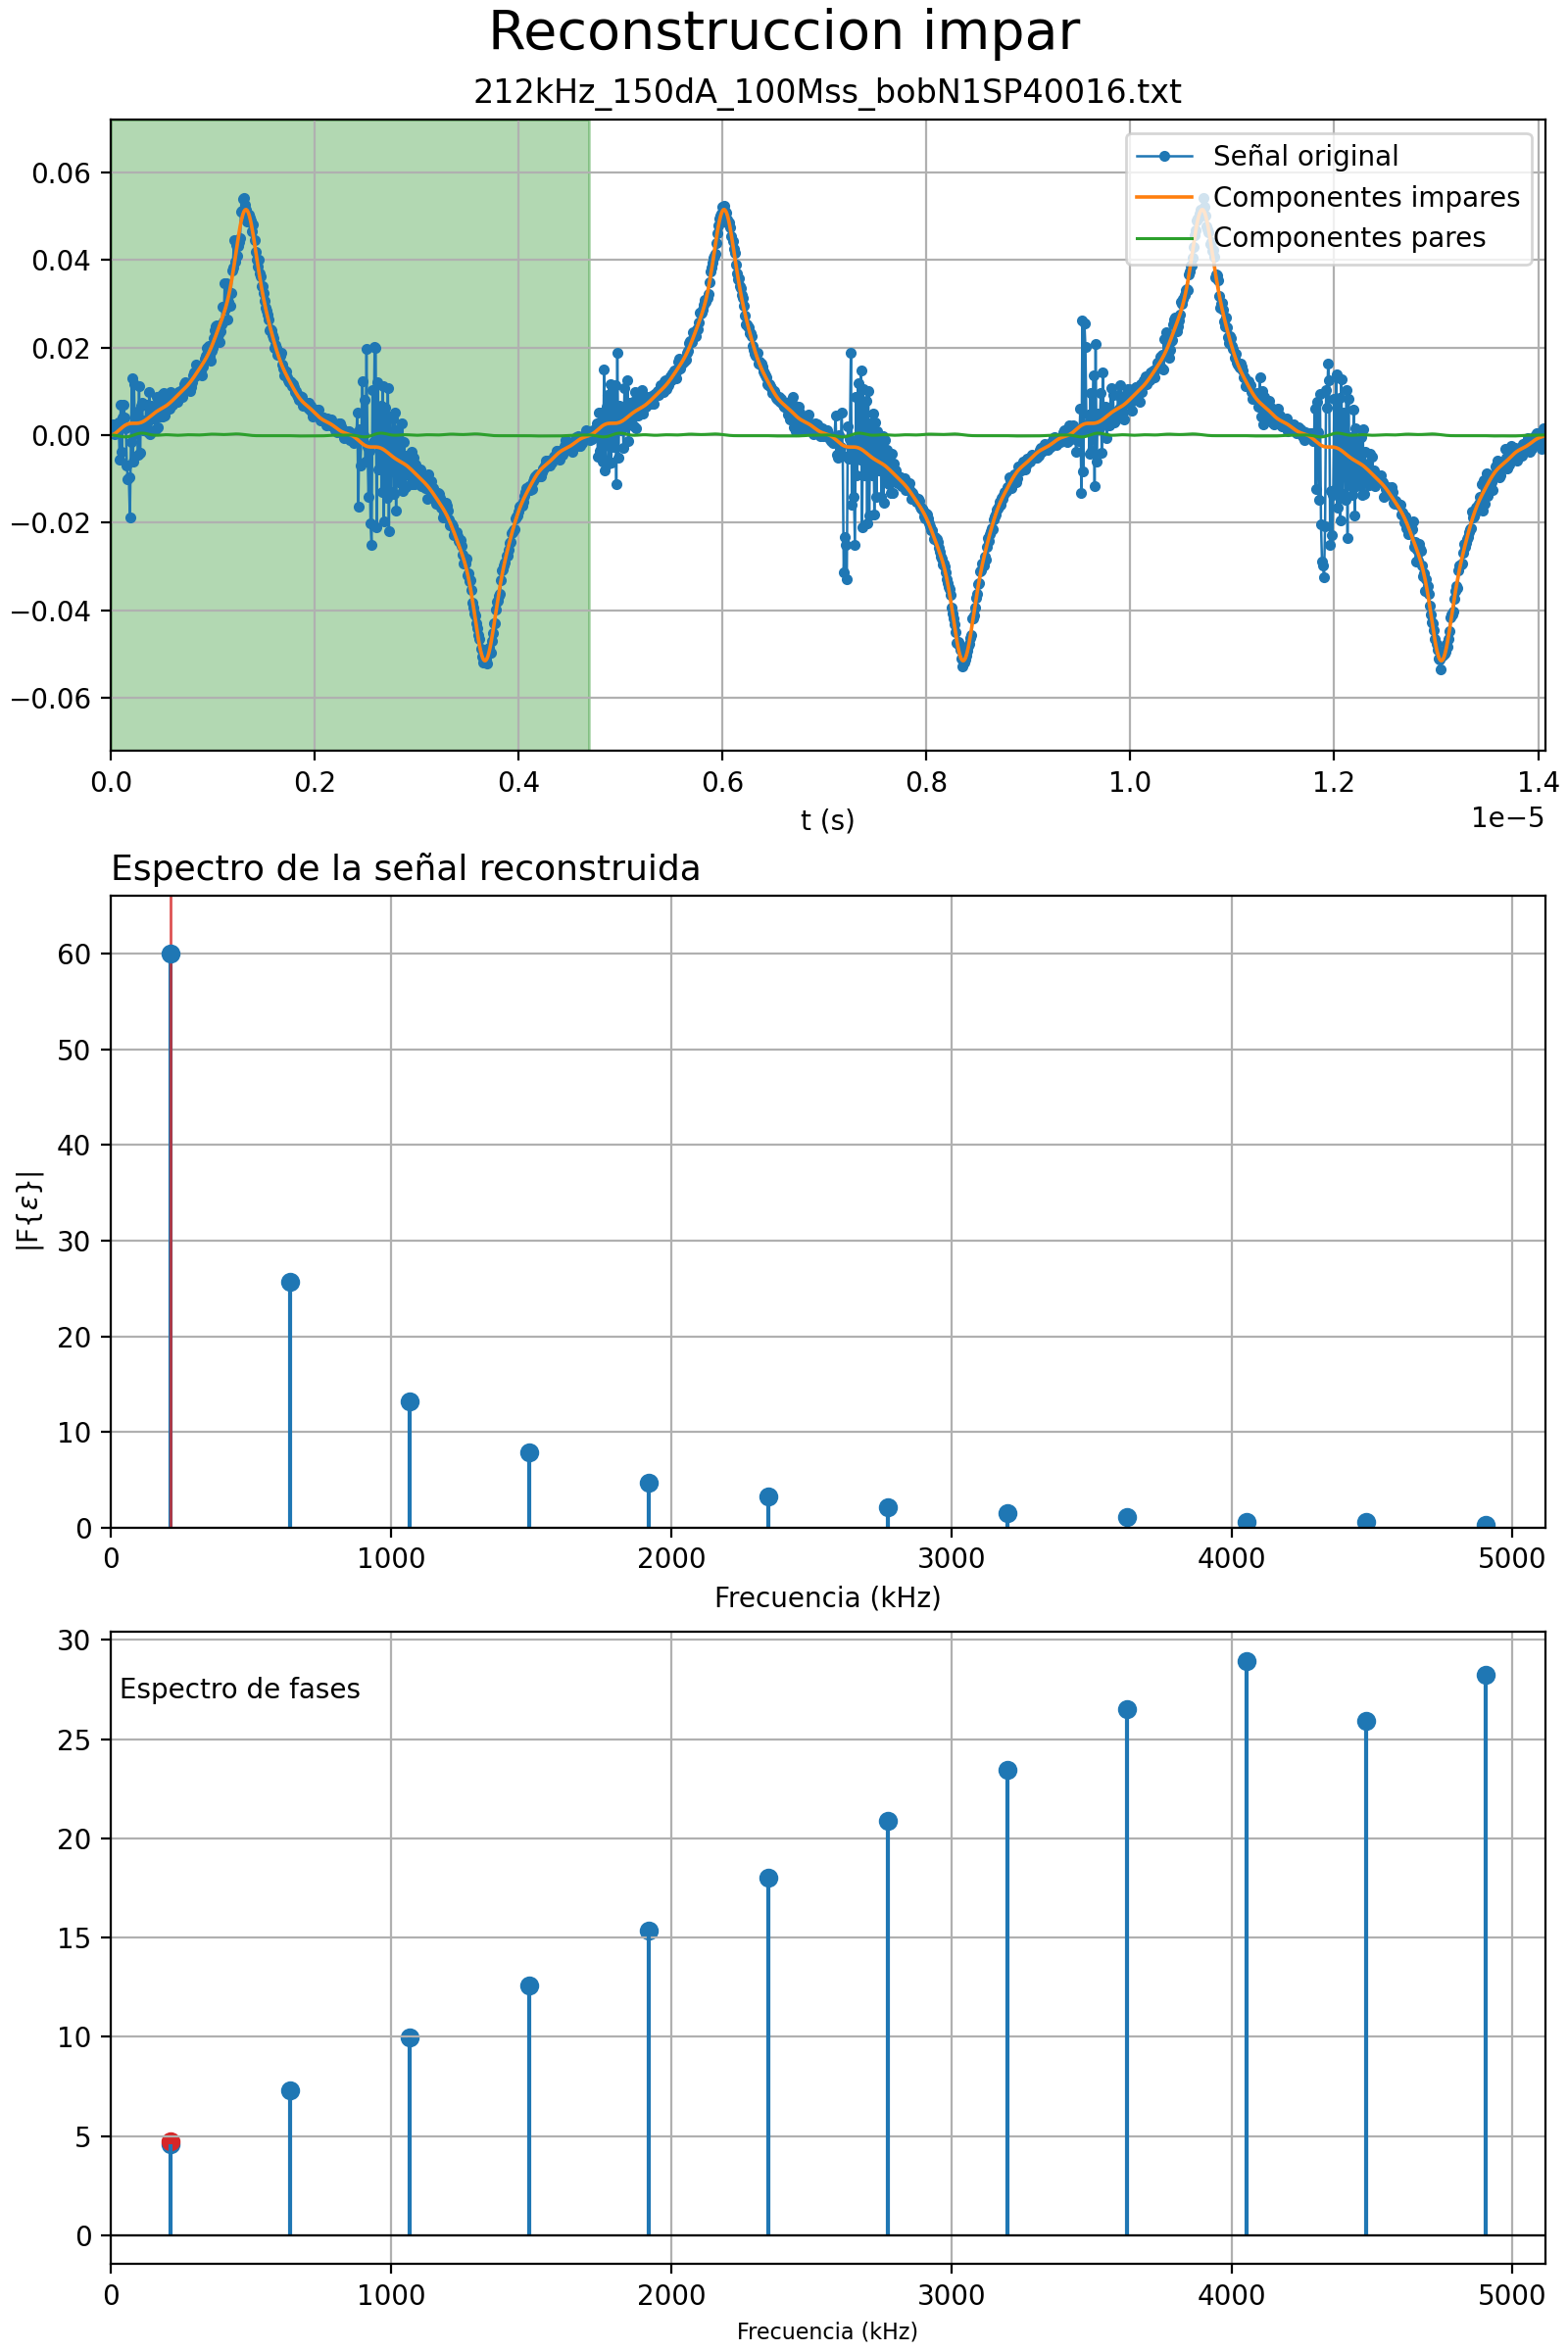 Reconstruccion impar
212kHz_150dA_100Mss_bobN1SP40016.txt
Señal original
Componentes impares
Componentes pares
0.06
0.04
0.02
0.00
−0.02
−0.04
−0.06
0.0 0.2 0.4 0.6 0.8 1.0 1.2 1.4
1e−5
t (s)
Espectro de la señal reconstruida
60
50
40
30
20
10
0
|F{ε}|
0 1000 2000 3000 4000 5000
Frecuencia (kHz)
Espectro de fases
30
25
20
15
10
5
0
0 1000 2000 3000 4000 5000
Frecuencia (kHz)